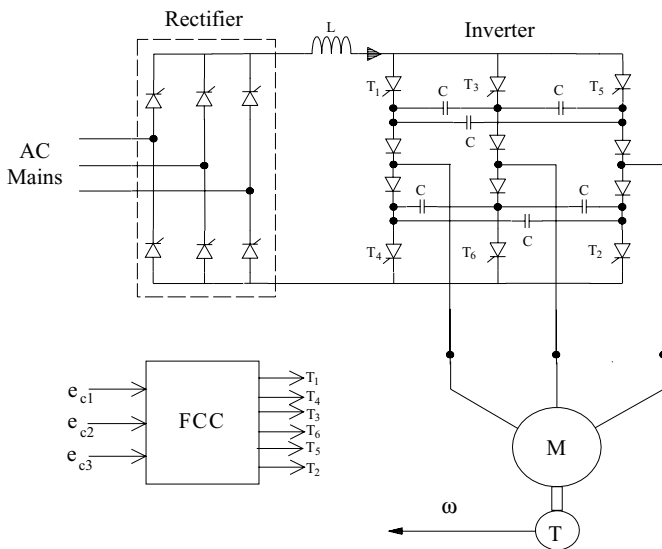 Rectifier
L
Inverter
T1
T3
T5
C
C
C
AC
Mains
C
C
C
T4
T6
T2
ec1
ec2
ec3
FCC
T1
T4
T3
T6
T5
T2
M
ω
T